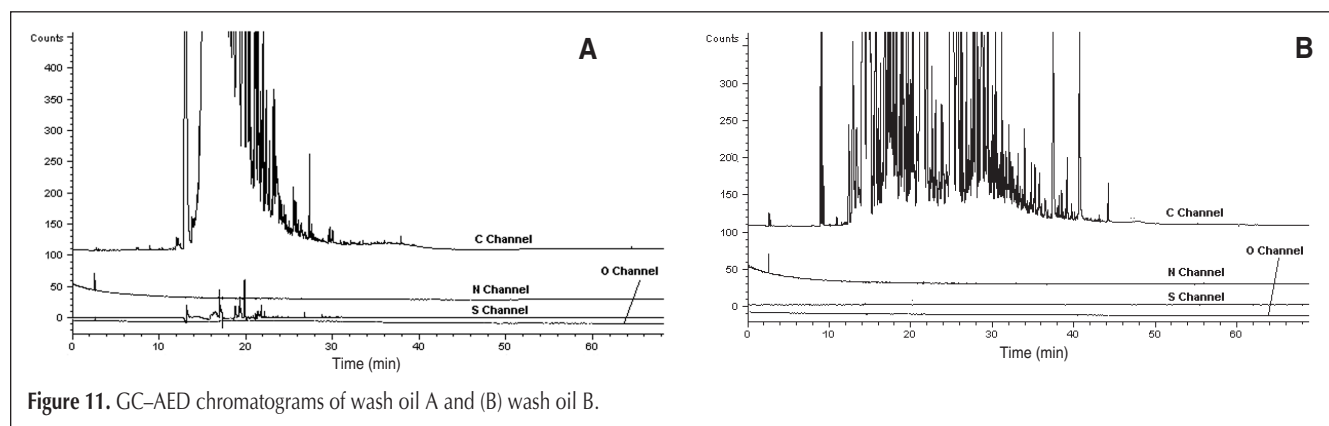 Counts
A
450
400
350
300
250
200
150
100
50
0
C Channel
O Channel
N Channel
S Channel
0
10
20
30
40
50
60
Time (min)
Counts
B
350
300
250
200
150
100
50
0
C Channel
O Channel
N Channel
S Channel
0
10
20
30
40
50
60
Time (min)
Figure 11. GC–AED chromatograms of wash oil A and (B) wash oil B.